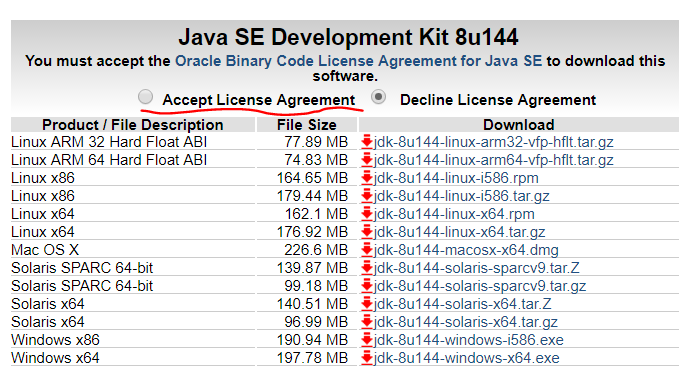 Java SE Development Kit 8u144
You must accept the Oracle Binary Code License Agreement for Java SE to download this
software.
Accept License Agreement Decline License Agreement
Product / File Description File Size Download
Linux ARM 32 Hard Float ABI 77.89 MB jdk-8u144-linux-arm32-vfp-hflt.tar.gz
Linux ARM 64 Hard Float ABI 74.83 MB jdk-8u144-linux-arm64-vfp-hflt.tar.gz
Linux x86 164.65 MB jdk-8u144-linux-i586.rpm
Linux x86 179.44 MB jdk-8u144-linux-i586.tar.gz
Linux x64 162.1 MB jdk-8u144-linux-x64.rpm
Linux x64 176.92 MB jdk-8u144-linux-x64.tar.gz
Mac OS X 226.6 MB jdk-8u144-macosx-x64.dmg
Solaris SPARC 64-bit 139.87 MB jdk-8u144-solaris-sparcv9.tar.Z
Solaris SPARC 64-bit 99.18 MB jdk-8u144-solaris-sparcv9.tar.gz
Solaris x64 140.51 MB jdk-8u144-solaris-x64.tar.Z
Solaris x64 96.99 MB jdk-8u144-solaris-x64.tar.gz
Windows x86 190.94 MB jdk-8u144-windows-i586.exe
Windows x64 197.78 MB jdk-8u144-windows-x64.exe